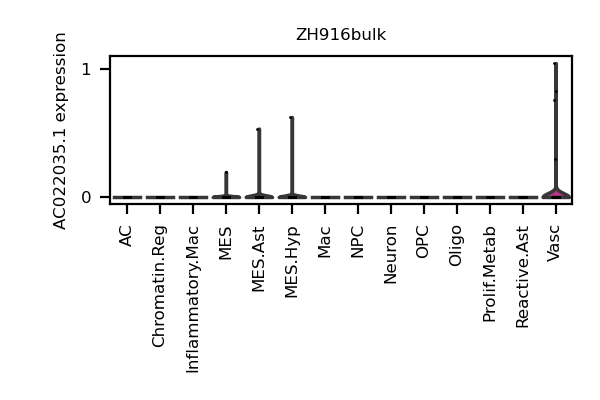 ZH916bulk
AC022035.1 expression
1
0
AC
Chromatin.Reg
Inflammatory.Mac
MES
MES.Ast
MES.Hyp
Mac
NPC
Neuron
OPC
Oligo
Prolif.Metab
Reactive.Ast
Vasc